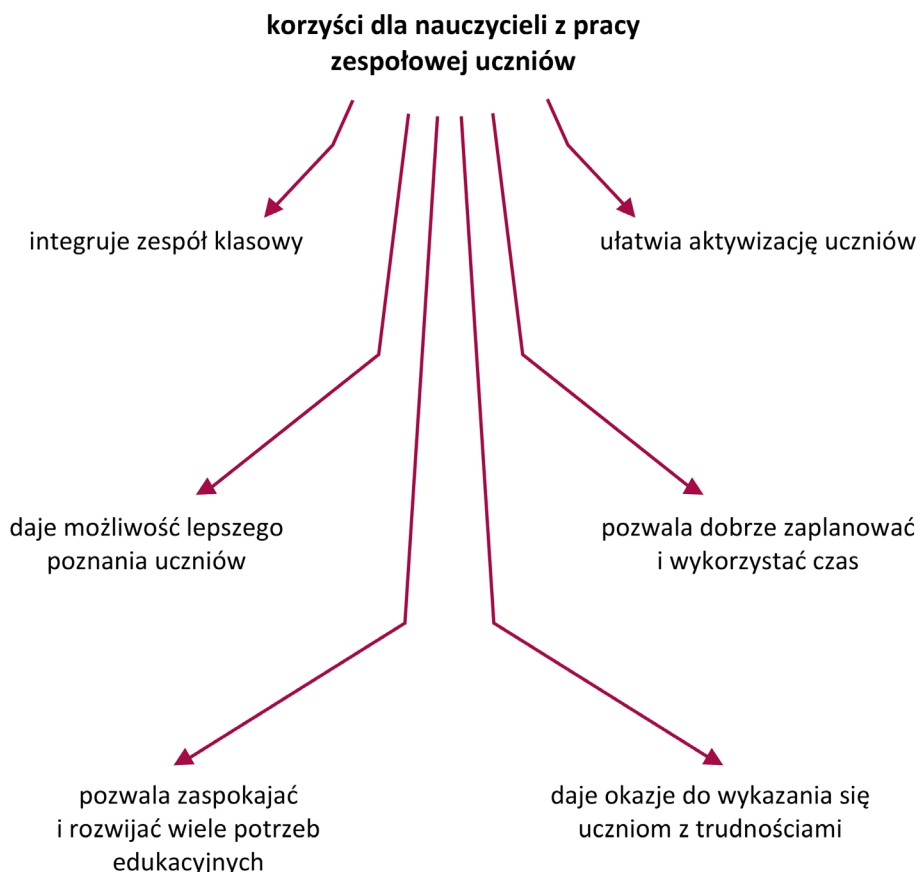 korzyści dla nauczycieli z pracy
zespołowej uczniów
integruje zespół klasowy
ułatwia aktywizację uczniów
daje możliwość lepszego
poznania uczniów
pozwala dobrze zaplanować
i wykorzystać czas
pozwala zaspokajać
i rozwijać wiele potrzeb
edukacyjnych
daje okazje do wykazania się
uczniom z trudnościami